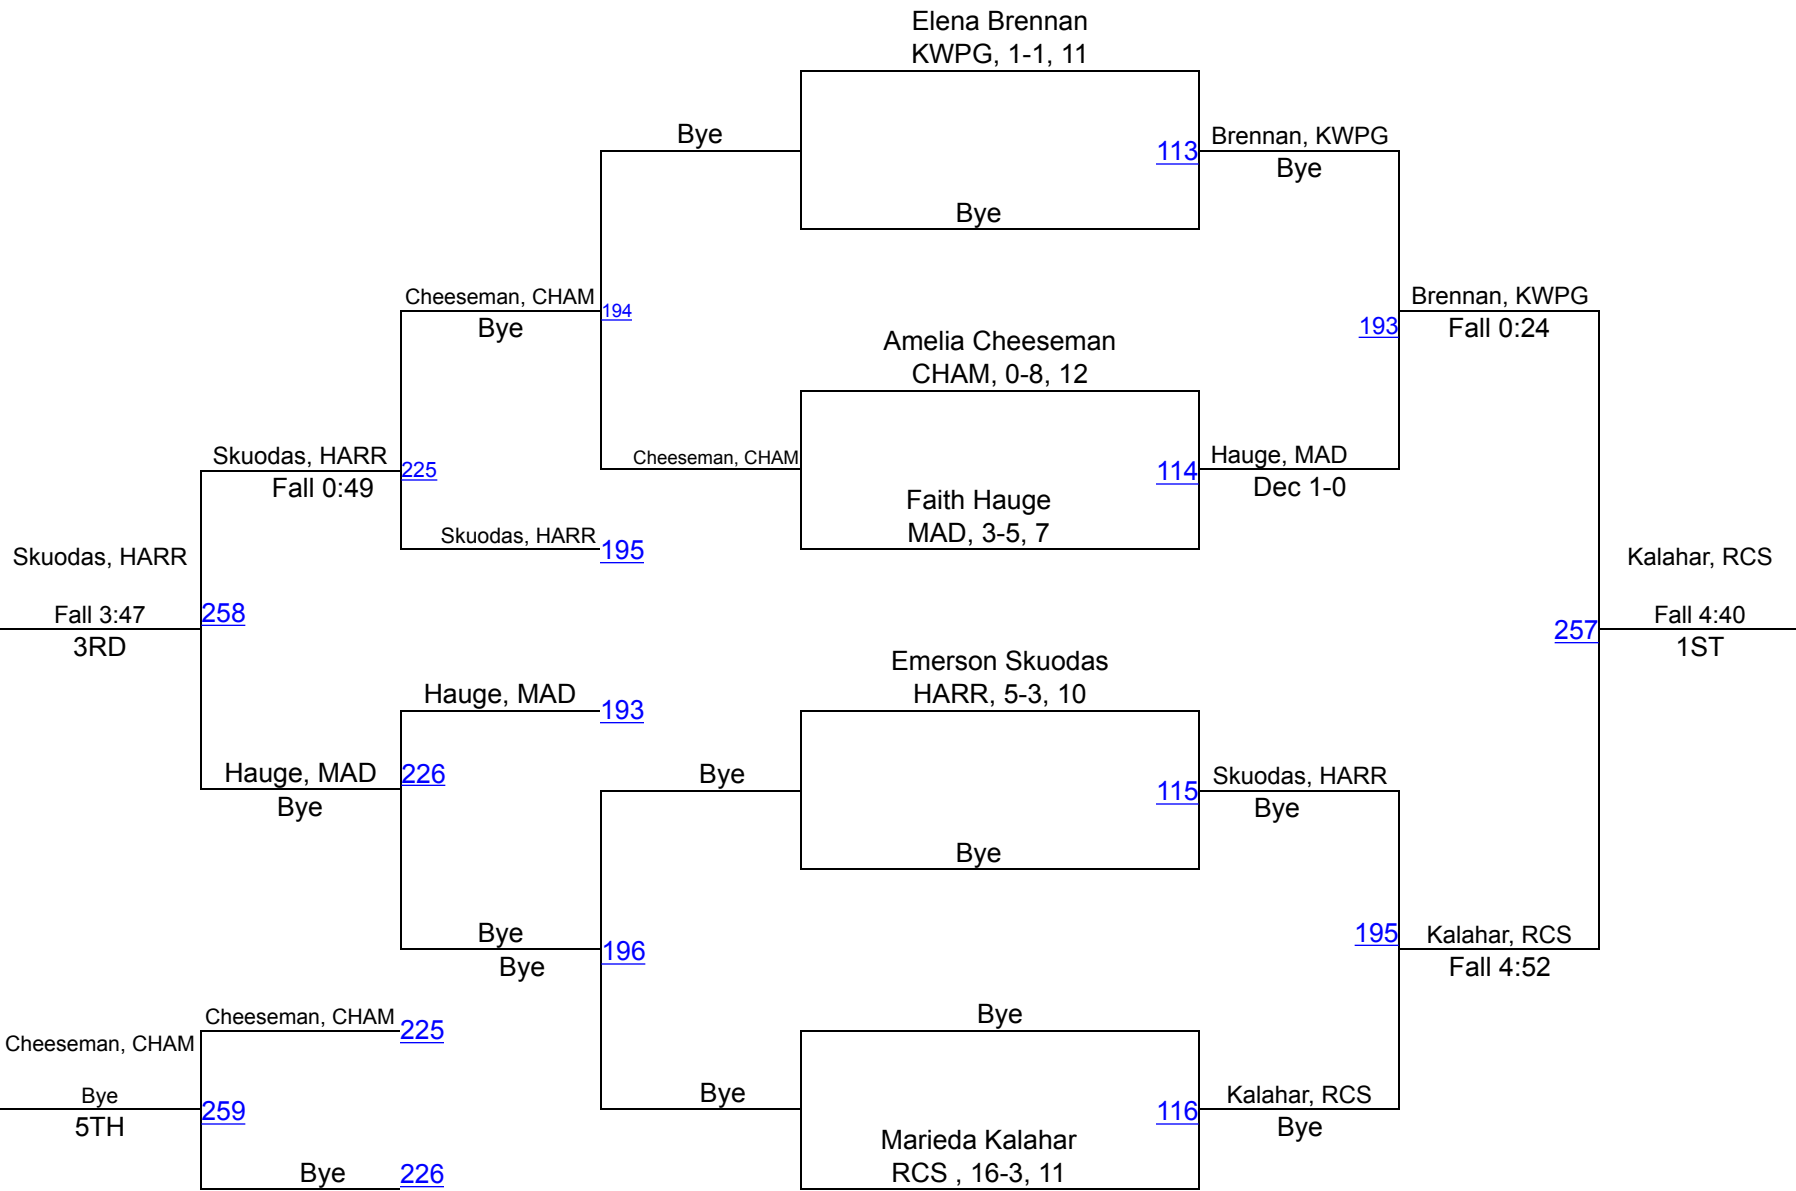 Elena Brennan
KWPG, 1-1, 11
Bye
113
Brennan, KWPG
Bye
Bye
Cheeseman, CHAM
Bye
194
Brennan, KWPG
193
Fall 0:24
Amelia Cheeseman
CHAM, 0-8, 12
Skuodas, HARR
Fall 0:49
225
Cheeseman, CHAM
114
Hauge, MAD
Dec 1-0
Faith Hauge
MAD, 3-5, 7
Skuodas, HARR
195
Skuodas, HARR
Fall 3:47
3RD
258
Kalahar, RCS
Fall 4:40
1ST
257
Emerson Skuodas
HARR, 5-3, 10
Hauge, MAD
193
Hauge, MAD
Bye
226
Bye
115
Skuodas, HARR
Bye
Bye
Bye
Bye
196
195
Kalahar, RCS
Fall 4:52
Cheeseman, CHAM
225
Bye
Cheeseman, CHAM
Bye
5TH
259
Bye
116
Kalahar, RCS
Bye
Marieda Kalahar
RCS , 16-3, 11
Bye
226